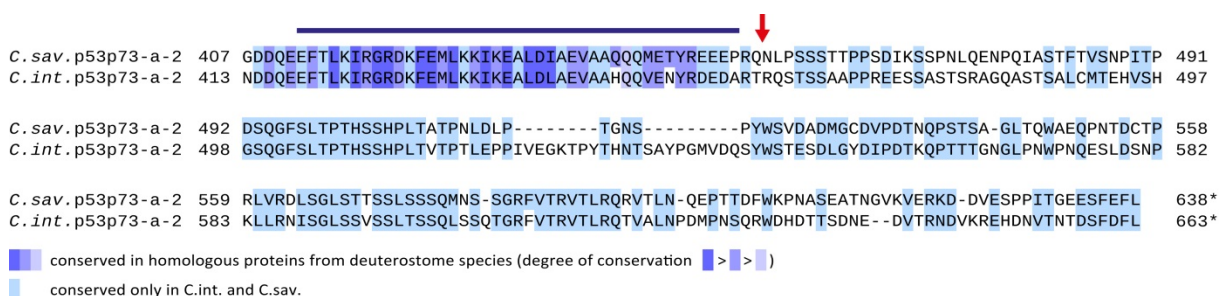 C.sav.p53p73-a-2 407 GDDQEEFTLKIRGRDKFEMLKKIKEALDIAEVAAQQQMETYREEEPRQNLPSSSTTPPSDIKSSPNLQENPQIASTFTVSNPITP 491
C.int.p53p73-a-2 413 NDDQEEFTLKIRGRDKFEMLKKIKEALDLAEVAAHQQVENYRDEDARTRQSTSSAAPPREESSASTSRAGQASTSALCMTEHVSH 497
C.sav.p53p73-a-2 492 DSQGFSLTPTHSSHPLTATPNLDLP--------TGNS---------PYWSVDADMGCDVPDTNQPSTSA-GLTQWAEQPNTDCTP 558
C.int.p53p73-a-2 498 GSQGFSLTPTHSSHPLTVTPTLEPPIVEGKTPYTHNTSAYPGMVDQSYWSTESDLGYDIPDTKQPTTTGNGLPNWPNQESLDSNP 582
C.sav.p53p73-a-2 559 RLVRDLSGLSTTSSLSSSQMNS-SGRFVTRVTLRQRVTLN-QEPTTDFWKPNASEATNGVKVERKD-DVESPPITGEESFEFL 638*
C.int.p53p73-a-2 583 KLLRNISGLSSVSSLTSSQLSSQTGRFVTRVTLRQTVALNPDMPNSQRWDHDTTSDNE--DVTRNDVKREHDNVTNTDSFDFL 663*
conserved in homologous proteins from deuterostome species (degree of conservation > > )
conserved only in C.int. and C.sav.